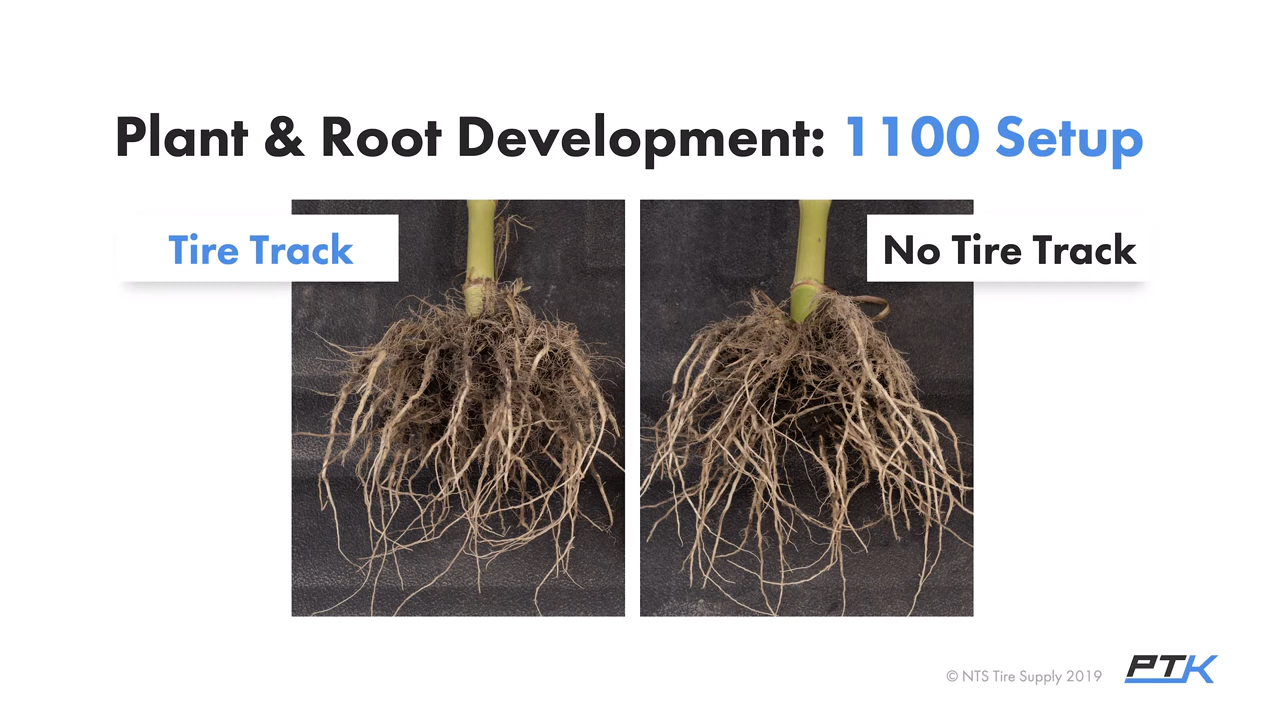 Plant & Root Development: 1100 Setup
Tire Track
No Tire Track
© NTS Tire Supply 2019
PTK